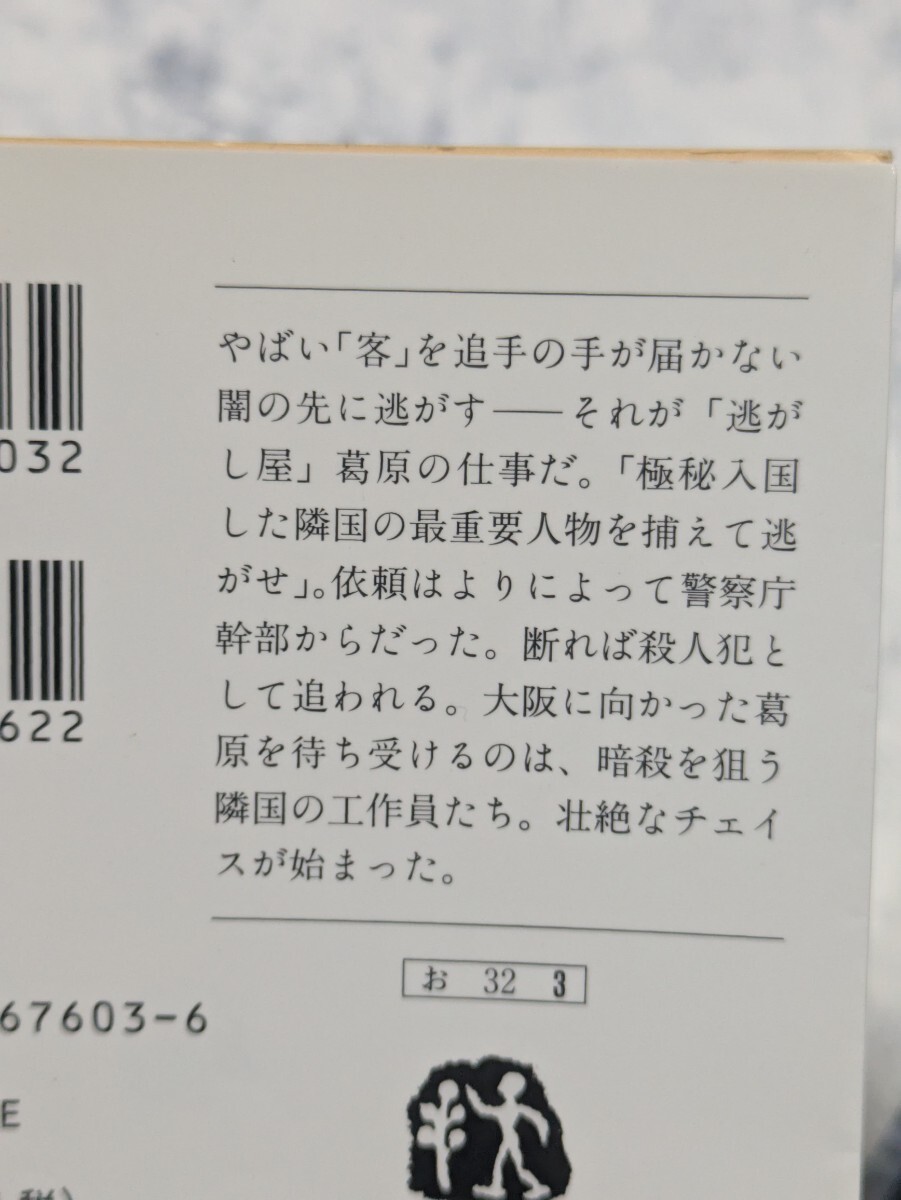 032
622
やばい「客」を追手の手が届かない
闇の先に逃がす――それが「逃が
し屋」葛原の仕事だ。「極秘入国
した隣国の最重要人物を捕えて逃
がせ」。依頼はよりによって警察庁
幹部からだった。断れば殺人犯と
して追われる。大阪に向かった葛
原を待ち受けるのは、暗殺を狙う
隣国の工作員たち。壮絶なチェイ
スが始まった。
お 32 3
67603-6
E
税)